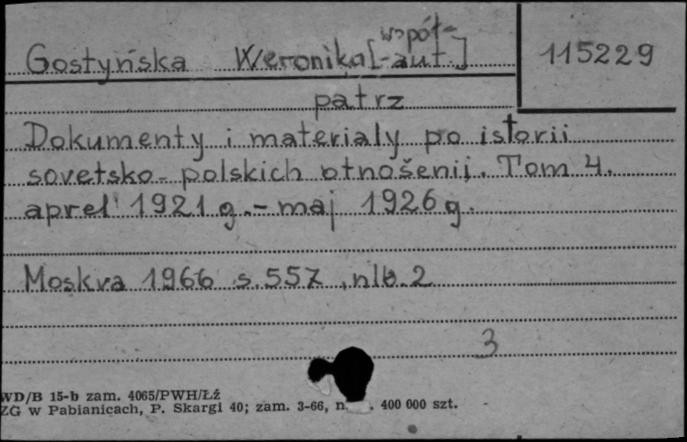 Gostyńska Weronika [współ-aut.]
115229
patrz
Dokumenty i materialy po istorii
sovetsko-polskich otnošenij. Tom 4.
aprel' 1921 g. - maj 1926 g.
Moskva 1966 s. 557, nlb. 2
3
WD/B 15-b zam. 4065/PWH/Łź
ZG w Pabianicach, P. Skargi 40; zam. 3-66, n. 400 000 szt.